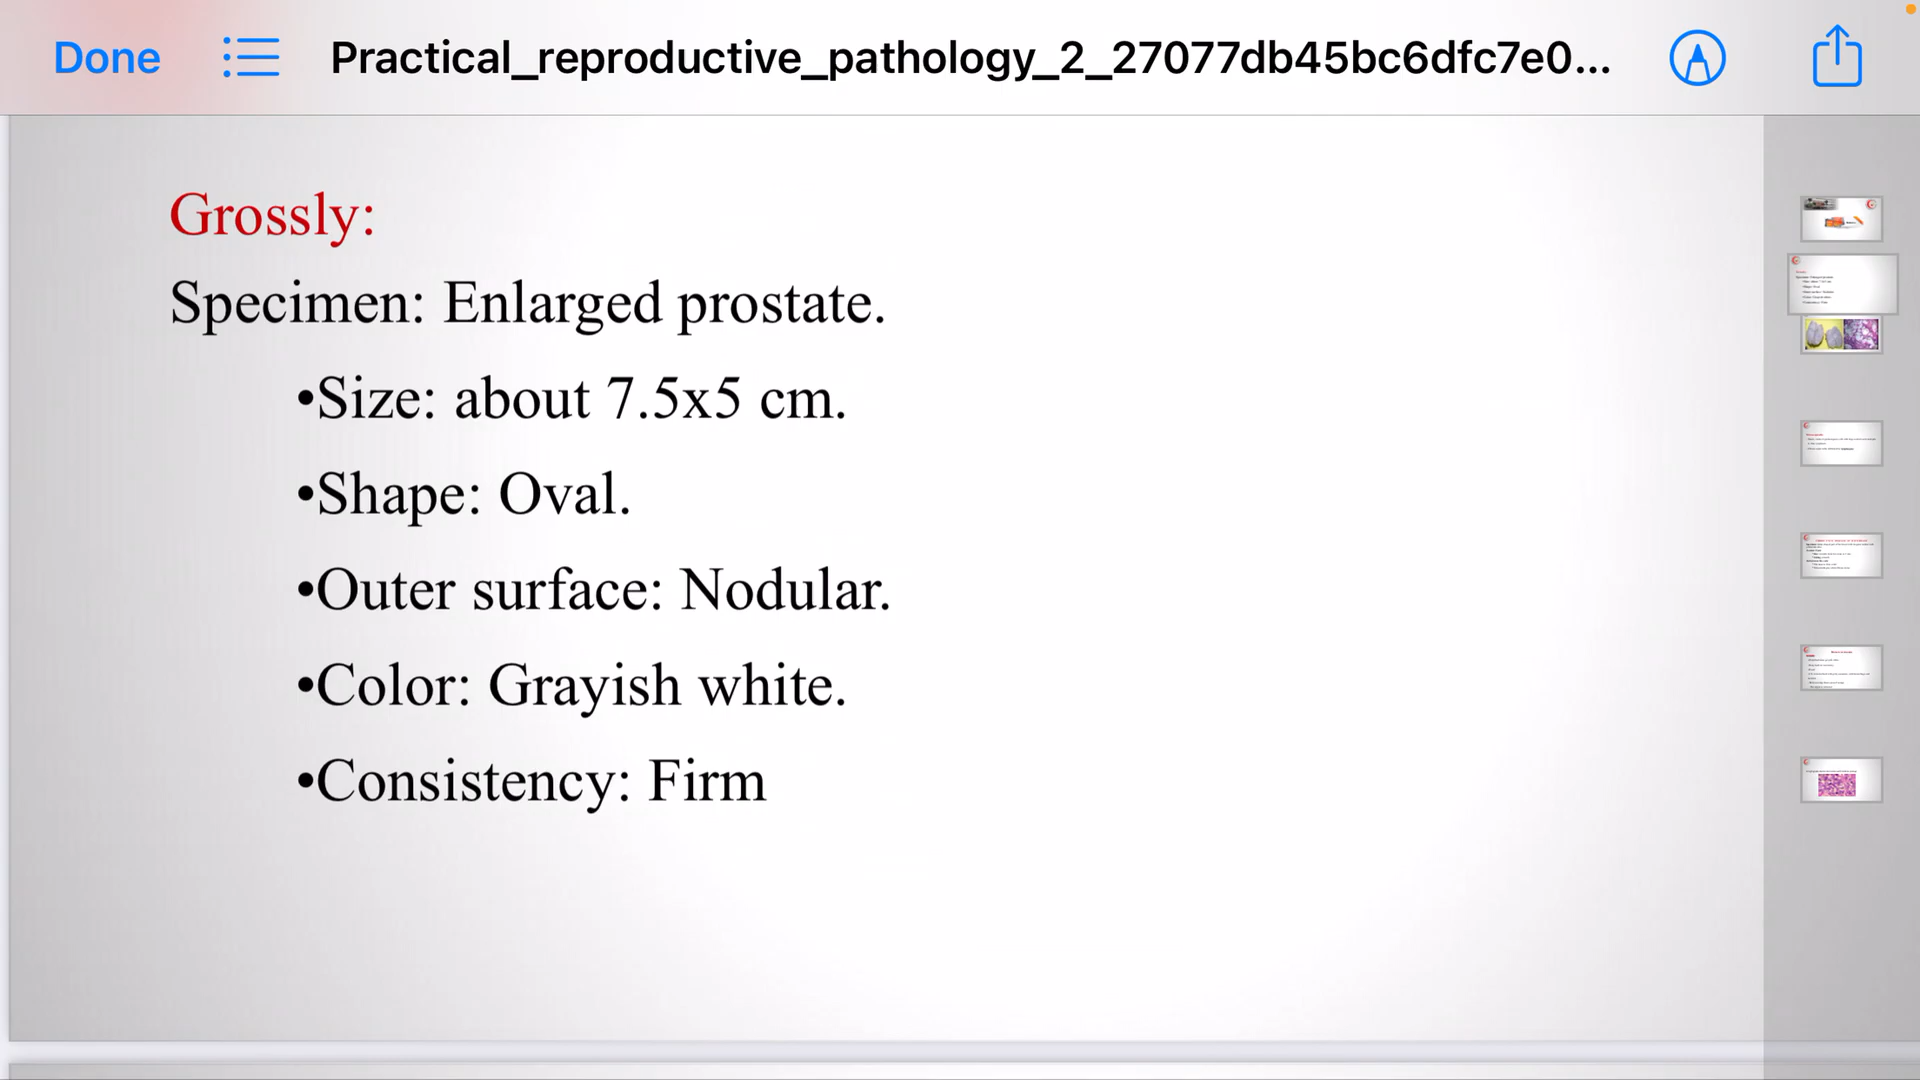 Done
Practical_reproductive_pathology_2_27077db45bc6dfc7e0...
Grossly:
Specimen: Enlarged prostate.
•Size: about 7.5x5 cm.
•Shape: Oval.
•Outer surface: Nodular.
•Color: Grayish white.
•Consistency: Firm